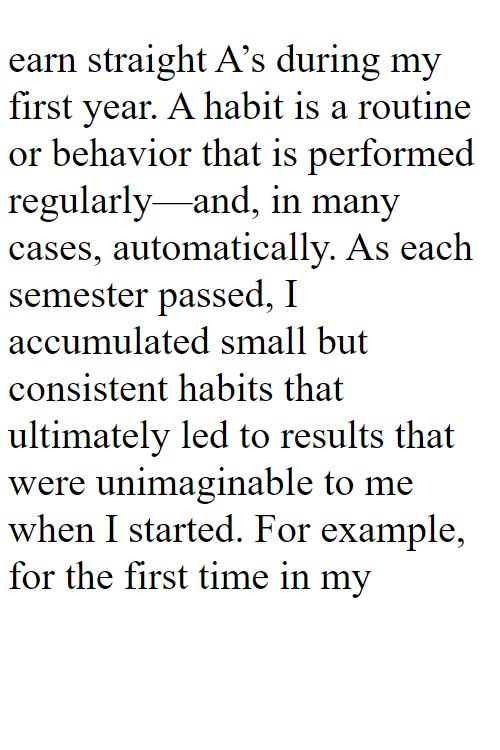 earn straight A’s during my
first year. A habit is a routine
or behavior that is performed
regularly—and, in many
cases, automatically. As each
semester passed, I
accumulated small but
consistent habits that
ultimately led to results that
were unimaginable to me
when I started. For example,
for the first time in my